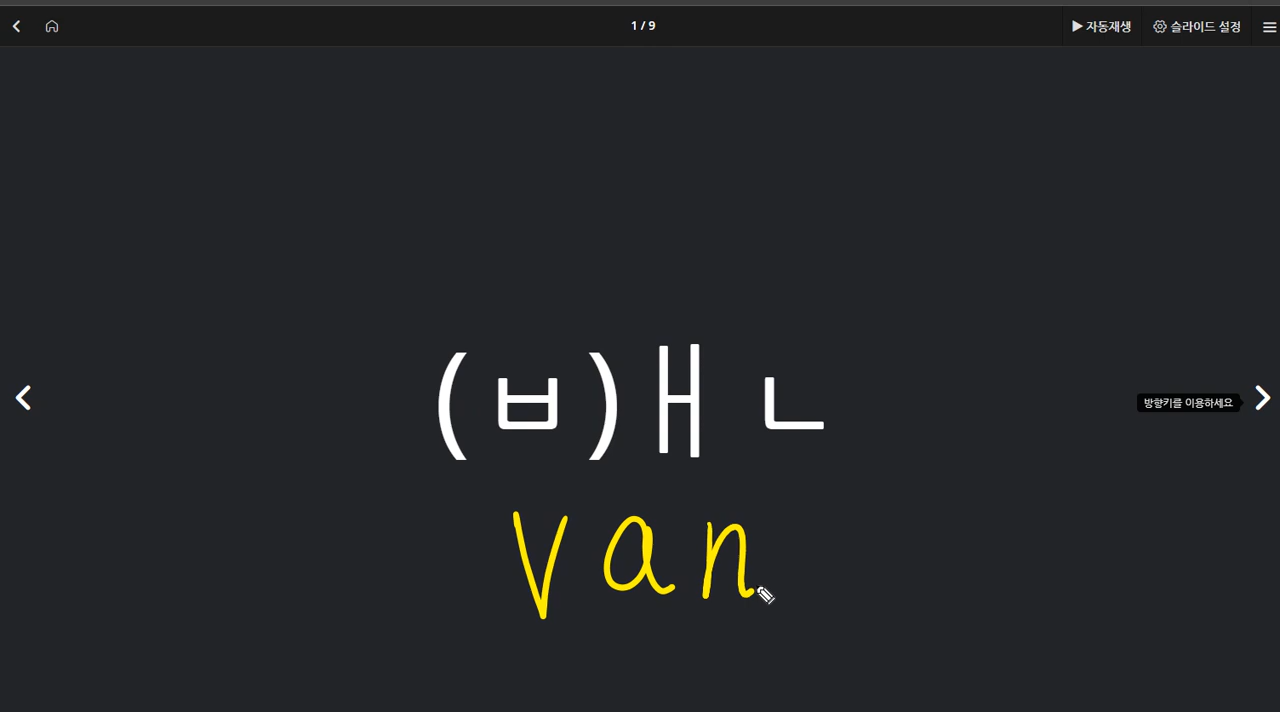 1 / 9
▶ 자동재생
슬라이드 설정
(ㅂ)ㅐㄴ
방향키를 이용하세요
van